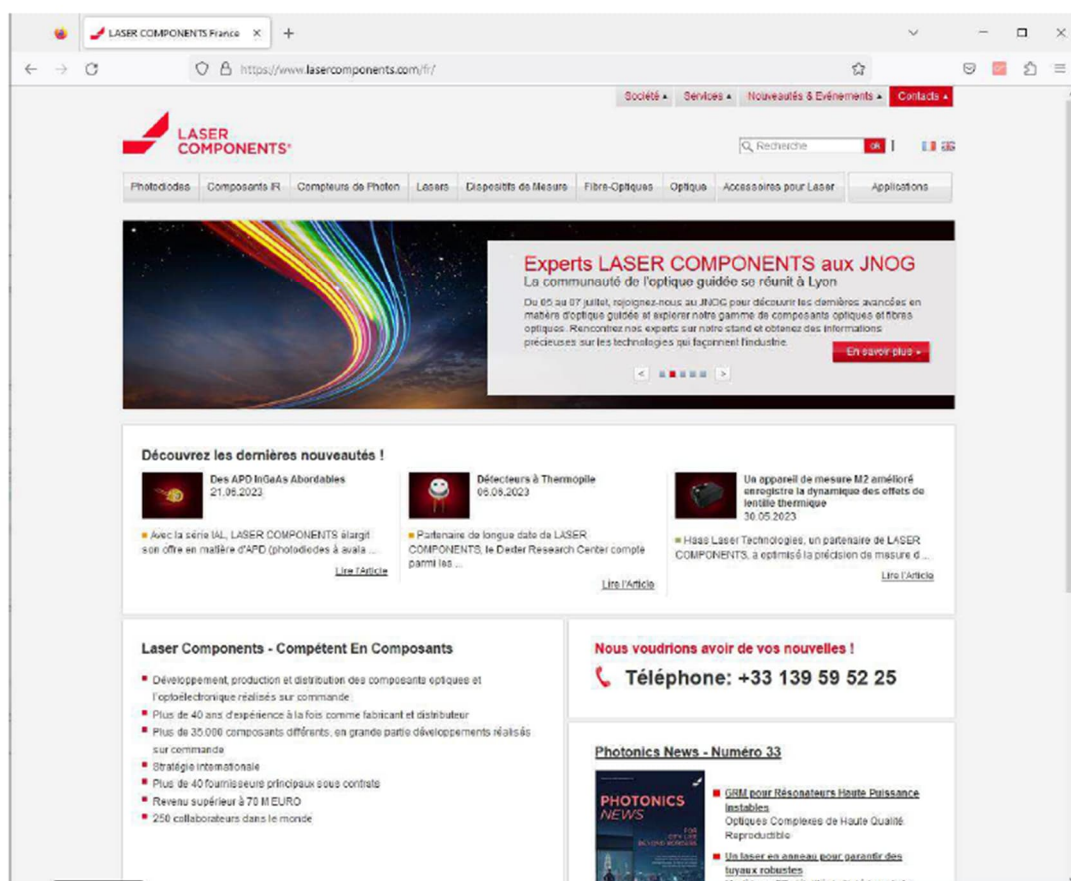 LASER COMPONENTS France
https://www.lasercomponents.com/fr/
Société Services Nouveautés & Evénements Contacts
LASER
COMPONENTS®
Recherche ok
Photodiodes Composants IR Compteurs de Photon Lasers Dispositifs de Mesure Fibre-Optiques Optique Accessoires pour Laser Applications
Experts LASER COMPONENTS aux JNOG
La communauté de l'optique guidée se réunit à Lyon
Du 05 au 07 juillet, rejoignez-nous au JNOG pour découvrir les dernières avancées en
matière d'optique guidée et explorer notre gamme de composants optiques et fibres
optiques. Rencontrez nos experts sur notre stand et obtenez des informations
précieuses sur les technologies qui façonnent l'industrie.
En savoir plus
Découvrez les dernières nouveautés !
Des APD InGaAs Abordables
21.06.2023
Avec la série IAL, LASER COMPONENTS élargit
son offre en matière d'APD (photodiodes à avala ...
Lire l'Article
Détecteurs à Thermopile
06.06.2023
Partenaire de longue date de LASER
COMPONENTS, le Dexter Research Center compte
parmi les ...
Lire l'Article
Un appareil de mesure M2 amélioré
enregistre la dynamique des effets de
lentille thermique
30.05.2023
Haas Laser Technologies, un partenaire de LASER
COMPONENTS, a optimisé la précision de mesure d ...
Lire l'Article
Laser Components - Compétent En Composants
Développement, production et distribution des composants optiques et
l'optoélectronique réalisés sur commande
Plus de 40 ans d'expérience à la fois comme fabricant et distributeur
Plus de 35.000 composants différents, en grande partie développements réalisés
sur commande
Stratégie internationale
Plus de 40 fournisseurs principaux sous contrats
Revenu supérieur à 70 M EURO
250 collaborateurs dans le monde
Nous voudrions avoir de vos nouvelles !
Téléphone: +33 139 59 52 25
Photonics News - Numéro 33
PHOTONICS
NEWS
FOR
CITY LIFE
BEYOND
GRM pour Résonateurs Haute Puissance
Instables
Optiques Complexes de Haute Qualité
Reproductible
Un laser en anneau pour garantir des
tuyaux robustes